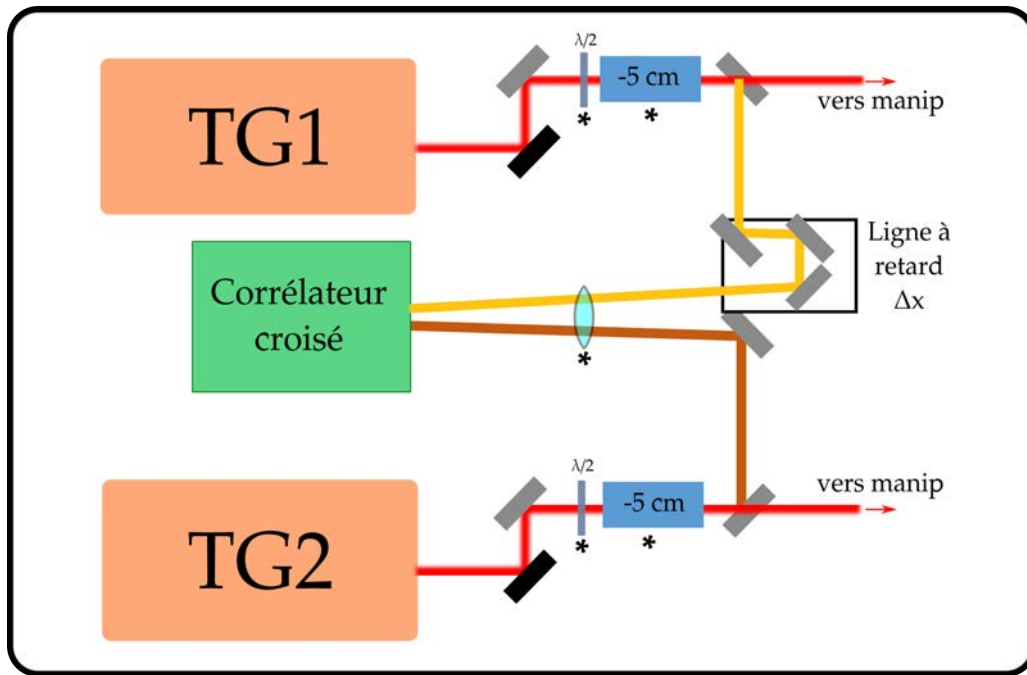 TG1
λ/2
-5 cm
*
*
vers manip
Ligne à
retard
Δx
Corrélateur
croisé
*
TG2
λ/2
-5 cm
*
*
vers manip